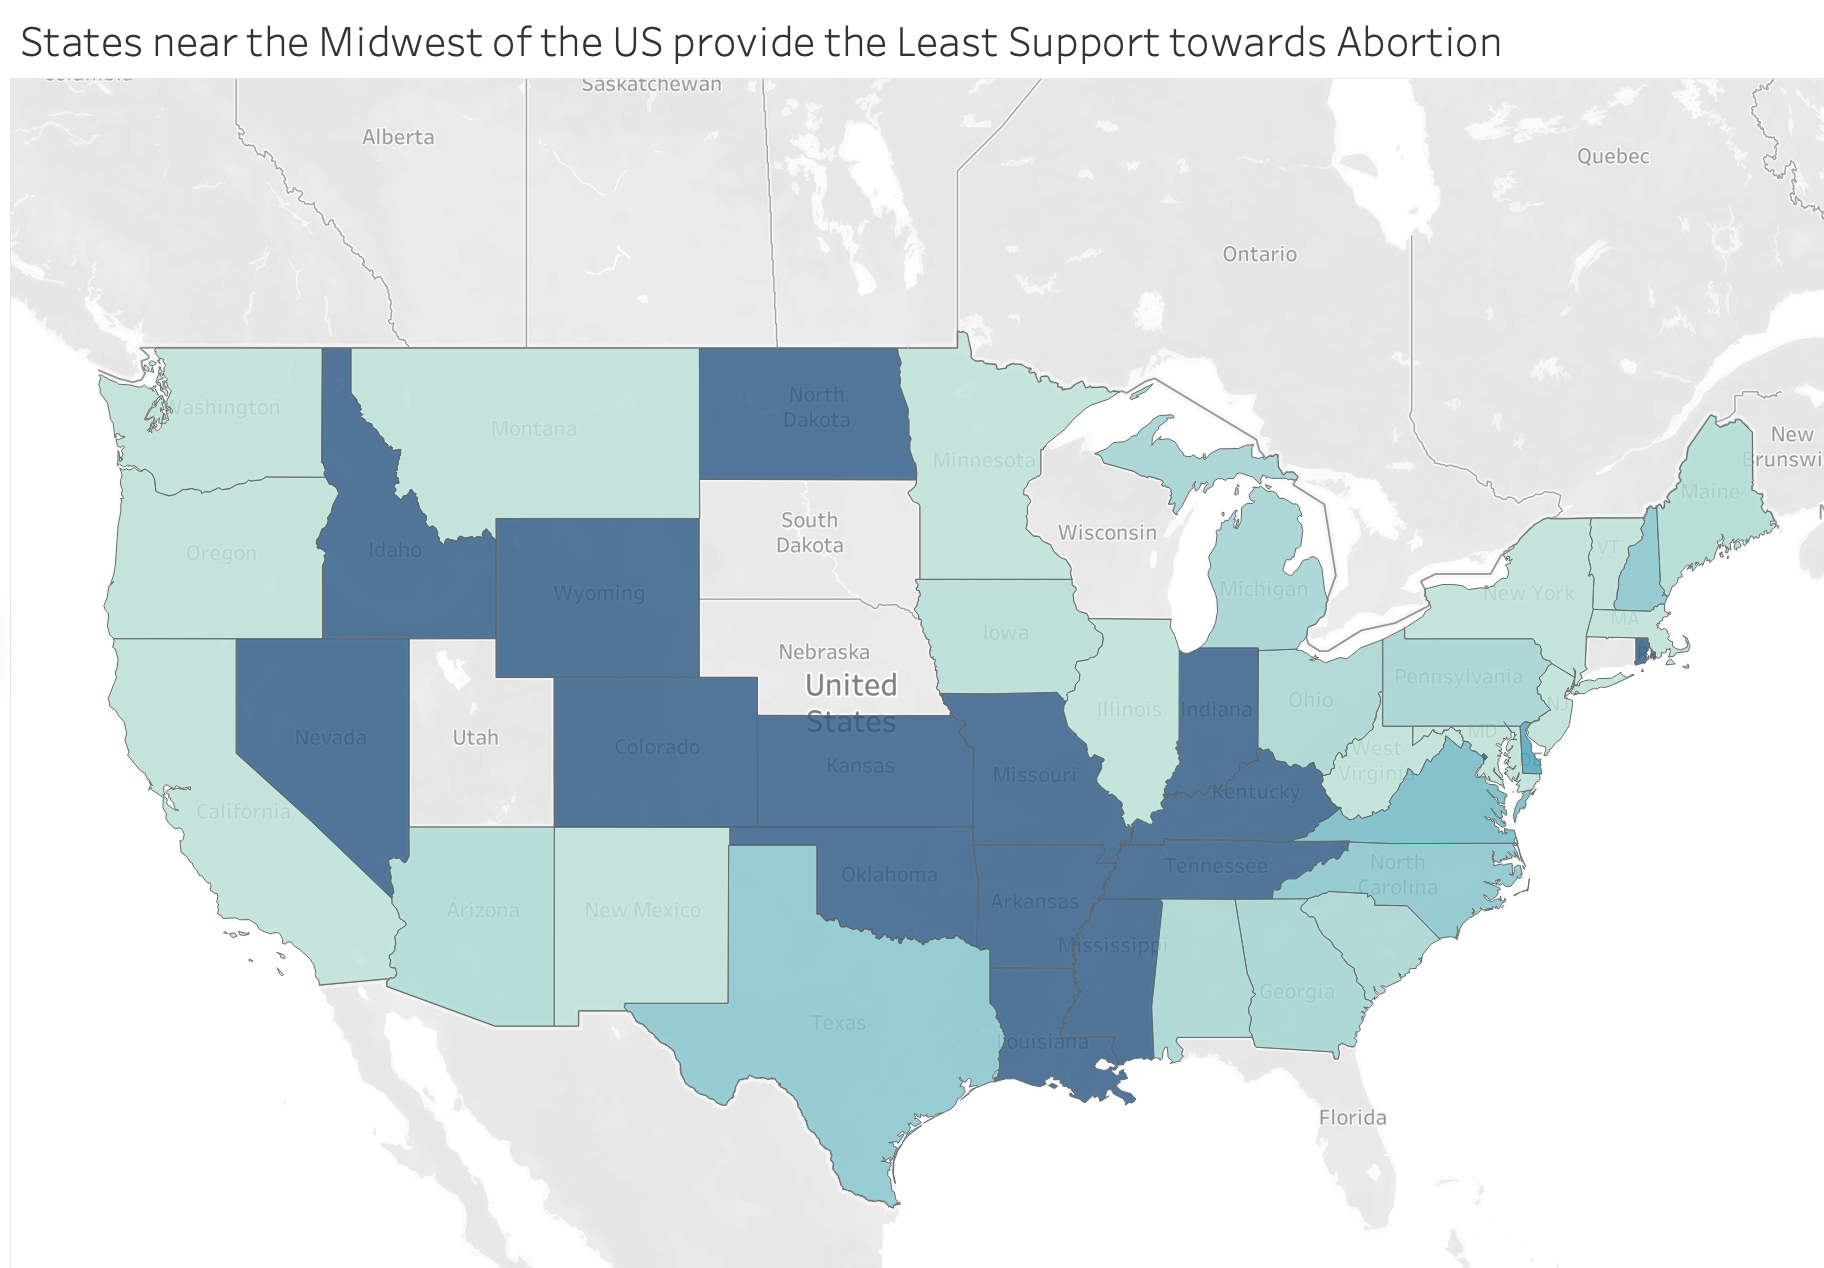 States near the Midwest of the US provide the Least Support towards Abortion
Saskatchewan
Alberta
Quebec
Ontario
North
Dakota
Washington
Montana
New
Brunswi
Minnesota
Maine
South
Dakota
Wisconsin
Oregon
Idaho
VT
Wyoming
Michigan
New York
MA
Iowa
Nebraska
RI
United
States
Pennsylvania
Ohio
Illinois
Indiana
NJ
Nevada
Utah
Colorado
MD
West
Virginia
DE
Kansas
Missouri
Kentucky
California
Tennessee
North
Carolina
Oklahoma
Arkansas
Arizona
New Mexico
Mississippi
Georgia
Texas
Louisiana
Florida